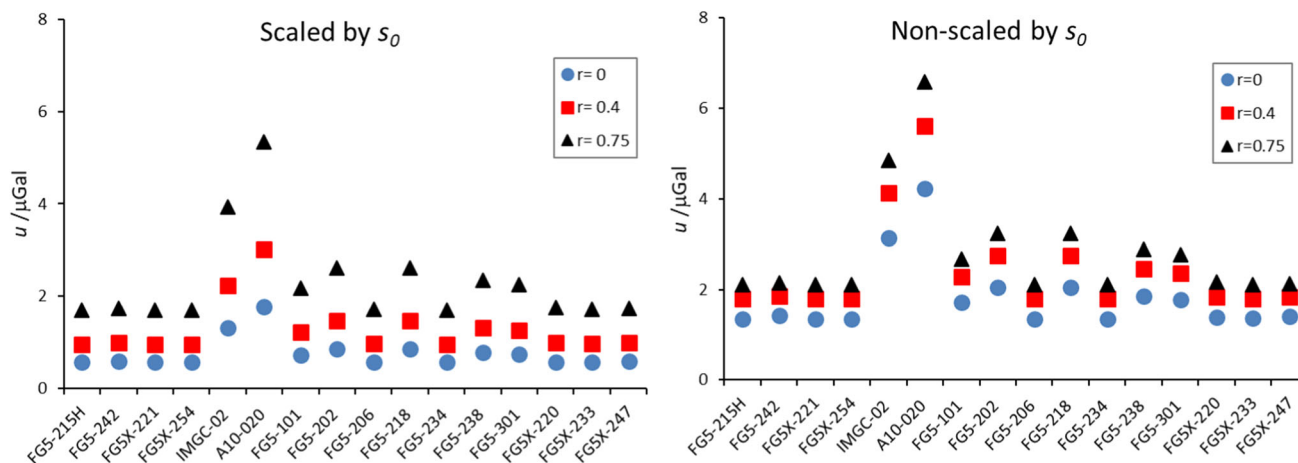 Scaled by s0
8
6
4
2
0
u /µGal
r= 0
r= 0.4
r= 0.75
FG5-215H
FG5-242
FG5X-221
FG5X-254
IMGC-02
A10-020
FG5-101
FG5-202
FG5-206
FG5-218
FG5-234
FG5-238
FG5-301
FG5X-220
FG5X-233
FG5X-247
Non-scaled by s0
8
6
4
2
0
u /µGal
r=0
r=0.4
r=0.75
FG5-215H
FG5-242
FG5X-221
FG5X-254
IMGC-02
A10-020
FG5-101
FG5-202
FG5-206
FG5-218
FG5-234
FG5-238
FG5-301
FG5X-220
FG5X-233
FG5X-247